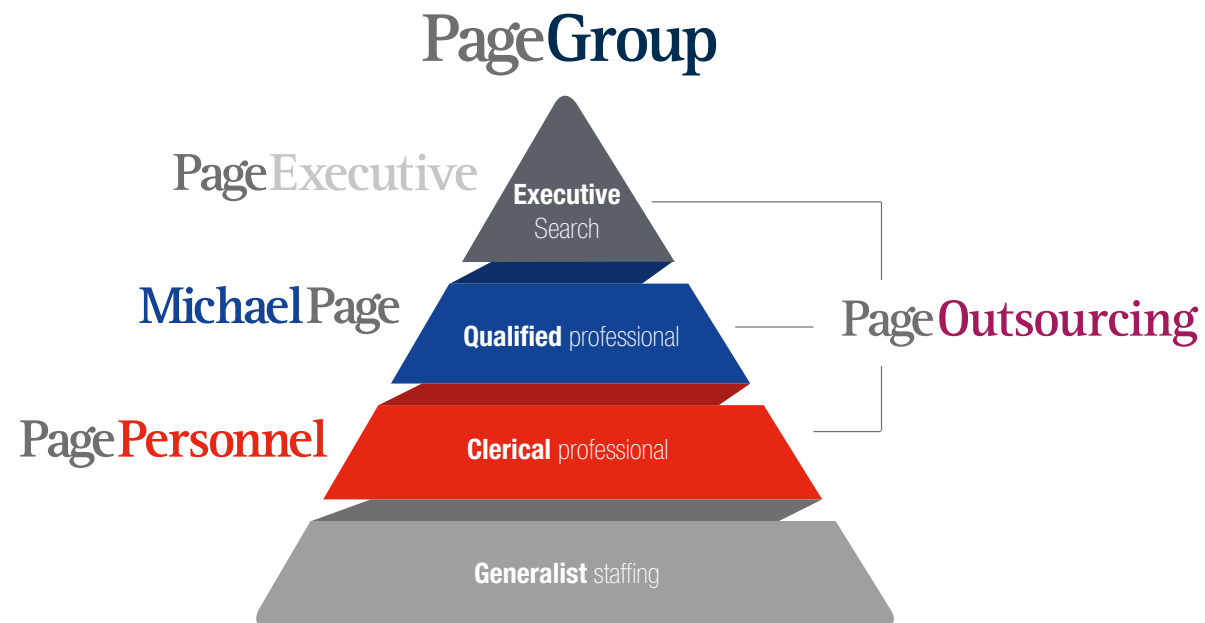 PageGroup
PageExecutive
Executive
Search
MichaelPage
Qualified professional
PageOutsourcing
PagePersonnel
Clerical professional
Generalist staffing